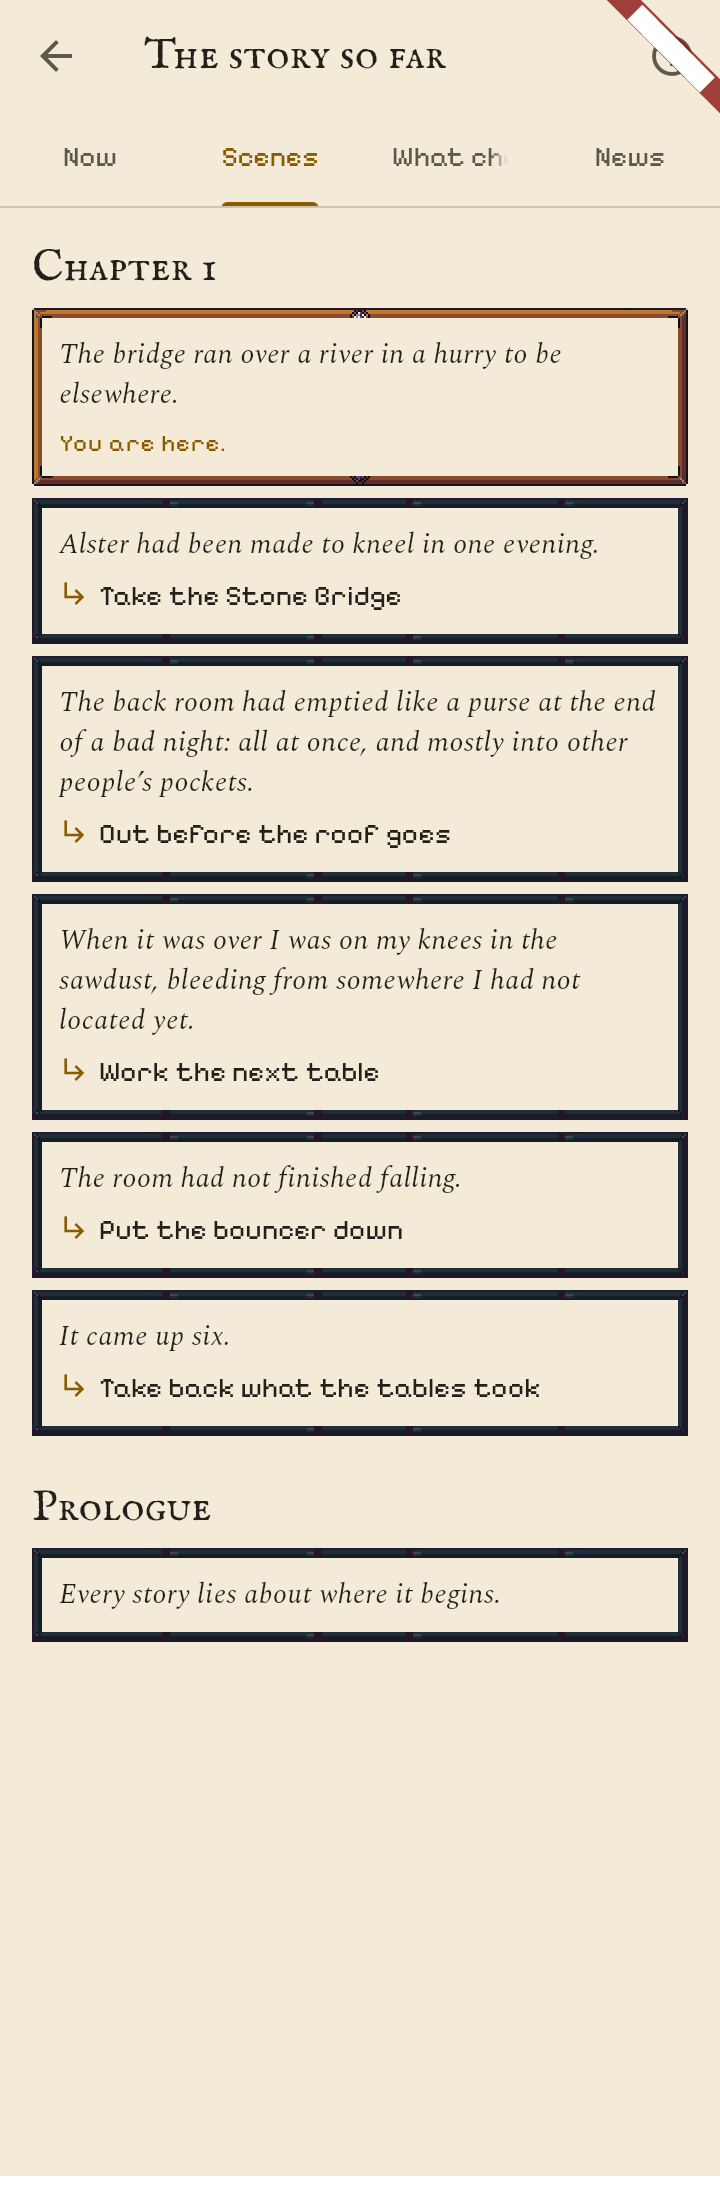 The story so far
Now
Scenes
What ch
News
Chapter 1
The bridge ran over a river in a hurry to be
elsewhere.
You are here.
Alster had been made to kneel in one evening.
↳ Take the Stone Bridge
The back room had emptied like a purse at the end
of a bad night: all at once, and mostly into other
people’s pockets.
↳ Out before the roof goes
When it was over I was on my knees in the
sawdust, bleeding from somewhere I had not
located yet.
↳ Work the next table
The room had not finished falling.
↳ Put the bouncer down
It came up six.
↳ Take back what the tables took
Prologue
Every story lies about where it begins.